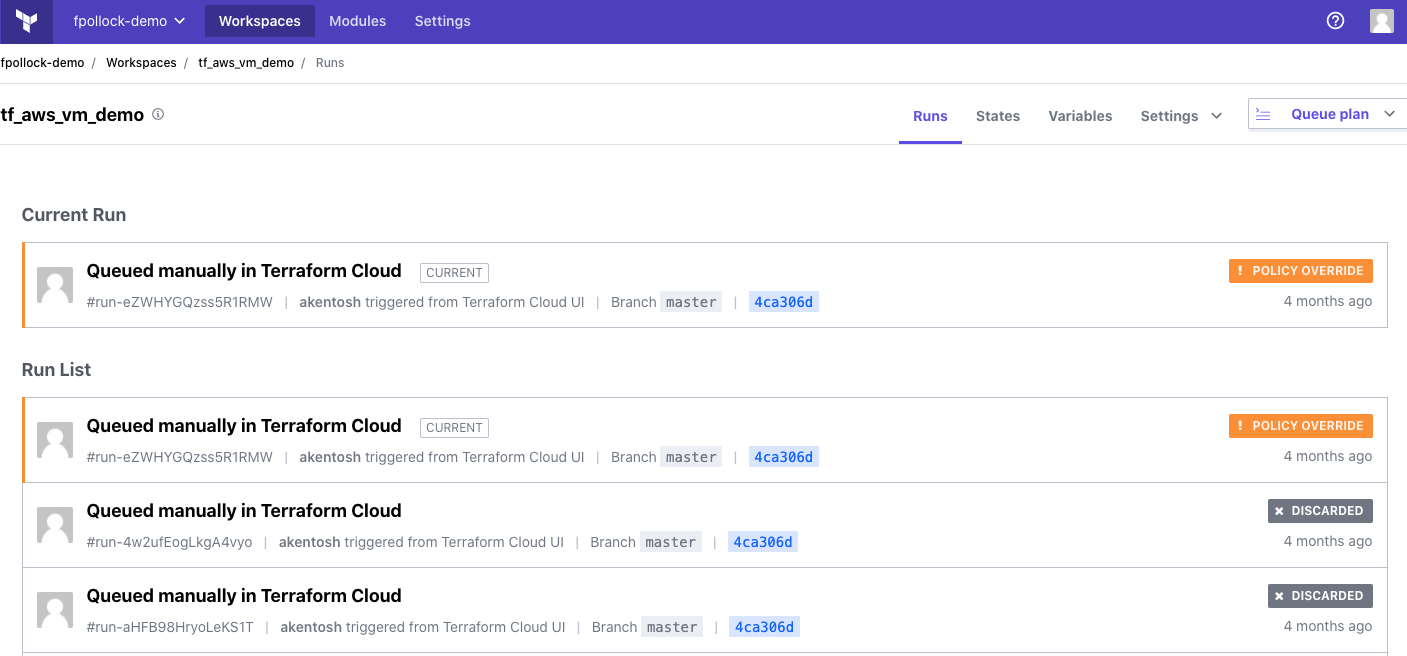 fpollock-demo Workspaces Modules Settings
fpollock-demo / Workspaces / tf_aws_vm_demo / Runs
tf_aws_vm_demo Runs States Variables Settings Queue plan
Current Run
Queued manually in Terraform Cloud CURRENT ! POLICY OVERRIDE
#run-eZWHYGQzss5R1RMW | akentosh triggered from Terraform Cloud UI | Branch master | 4ca306d 4 months ago
Run List
Queued manually in Terraform Cloud CURRENT ! POLICY OVERRIDE
#run-eZWHYGQzss5R1RMW | akentosh triggered from Terraform Cloud UI | Branch master | 4ca306d 4 months ago
Queued manually in Terraform Cloud × DISCARDED
#run-4w2ufEogLkgA4vyo | akentosh triggered from Terraform Cloud UI | Branch master | 4ca306d 4 months ago
Queued manually in Terraform Cloud × DISCARDED
#run-aHFB98HryoLeKS1T | akentosh triggered from Terraform Cloud UI | Branch master | 4ca306d 4 months ago